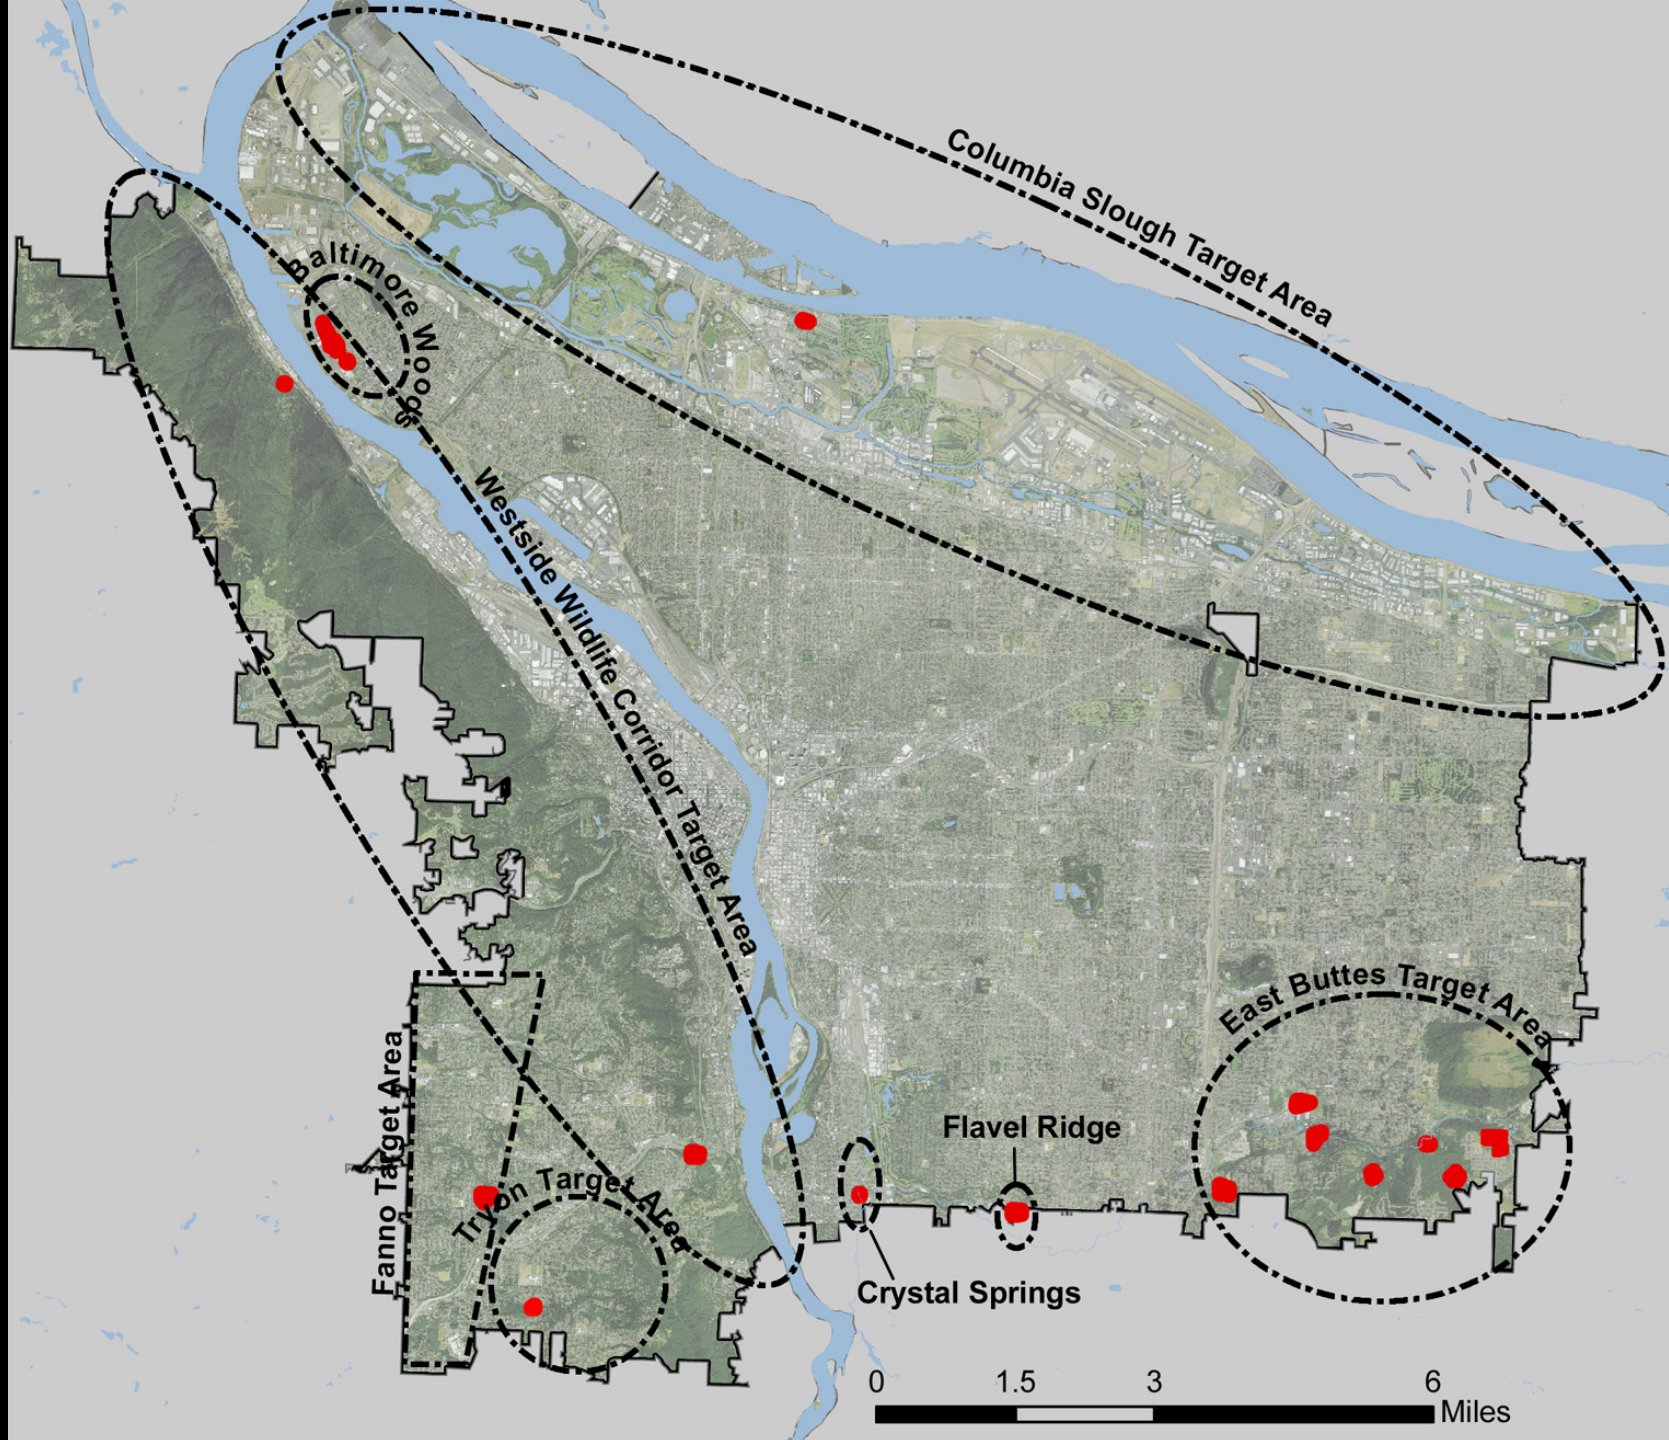 Columbia Slough Target Area
Baltimore Woods
Westside Wildlife Corridor Target Area
East Buttes Target Area
Fanno Target Area
Flavel Ridge
Tryon Target Area
Crystal Springs
0 1.5 3 6
Miles